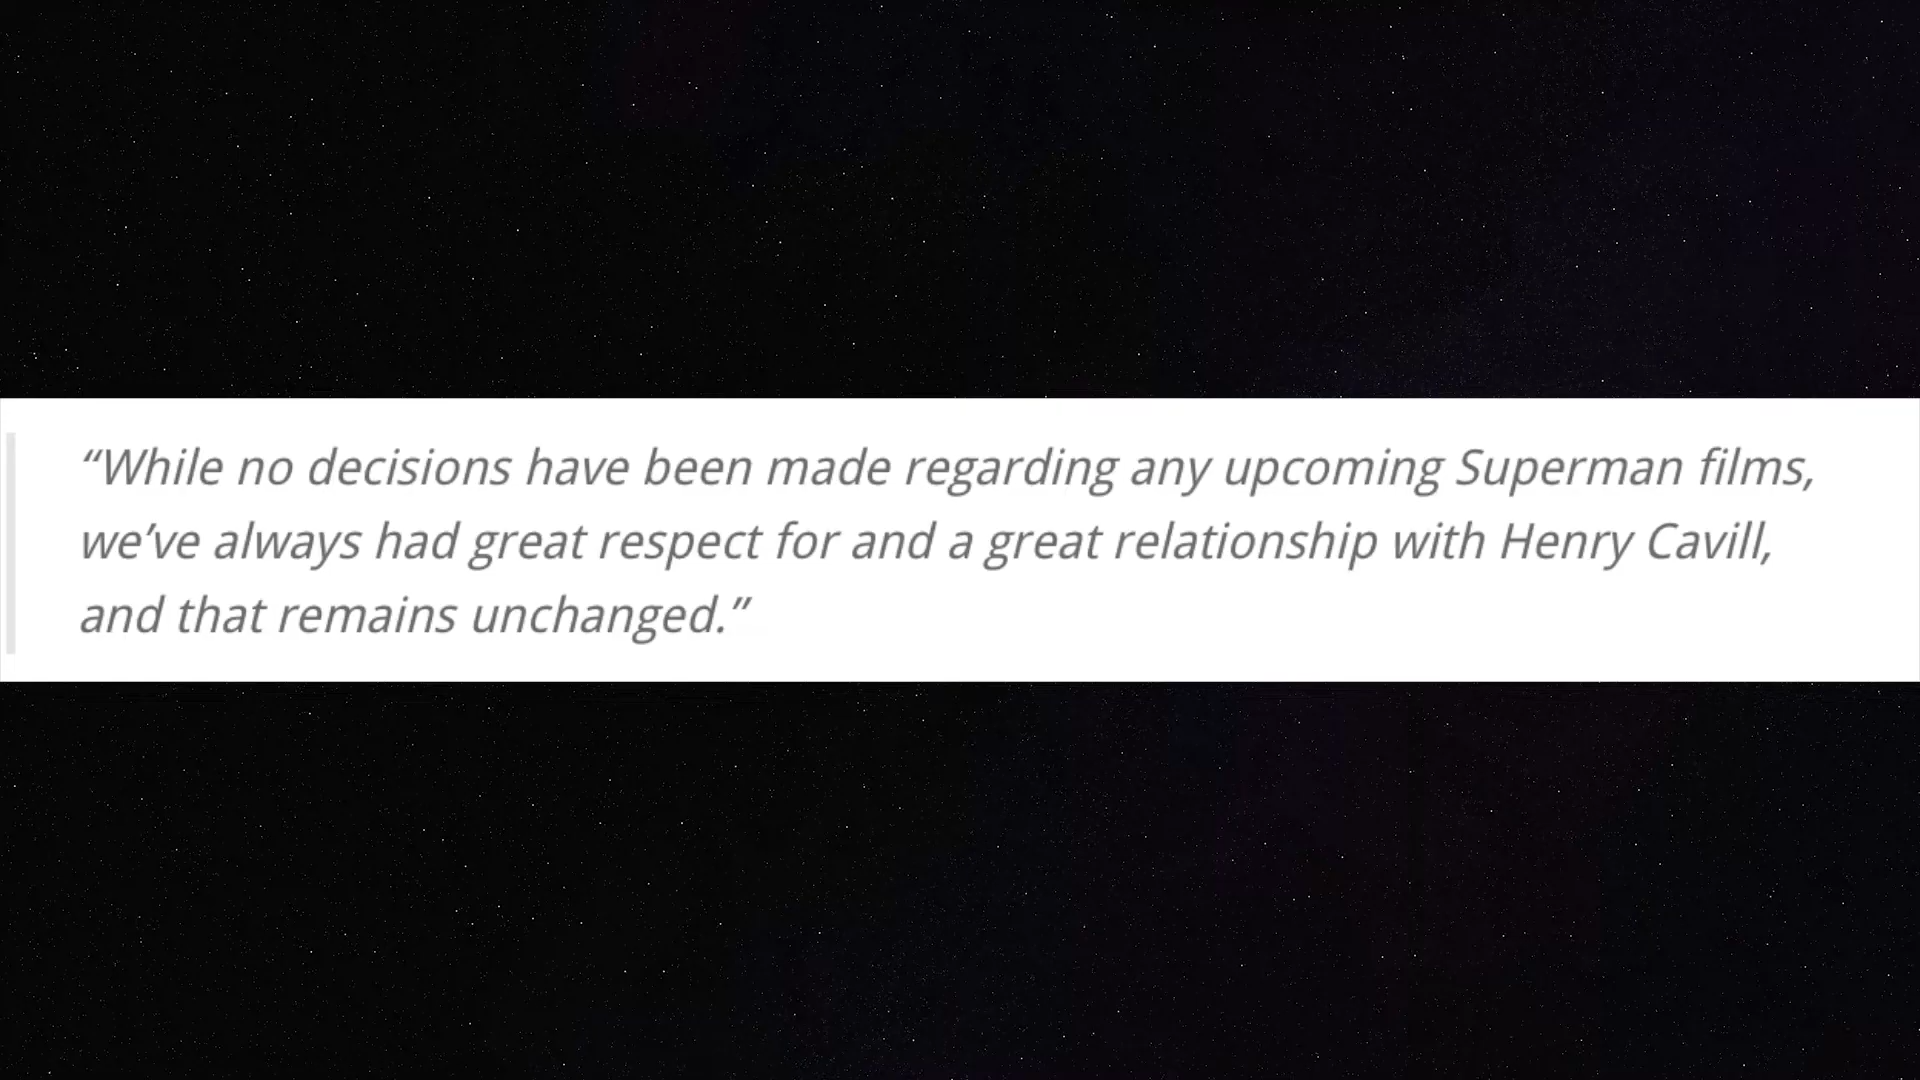 “While no decisions have been made regarding any upcoming Superman films,
we’ve always had great respect for and a great relationship with Henry Cavill,
and that remains unchanged.”